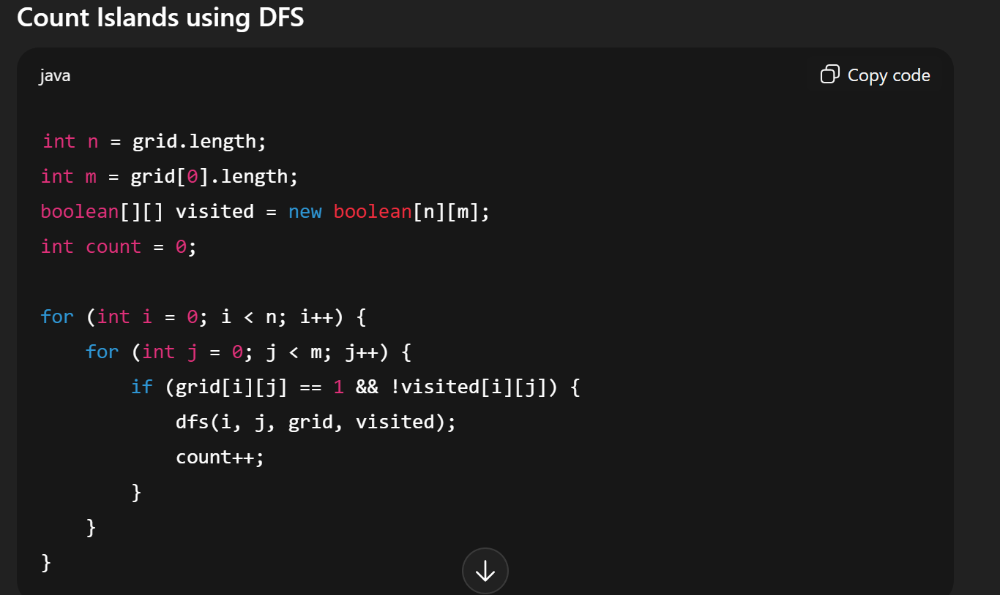 Count Islands using DFS
java
Copy code
int n = grid.length;
int m = grid[0].length;
boolean[][] visited = new boolean[n][m];
int count = 0;
for (int i = 0; i < n; i++) {
    for (int j = 0; j < m; j++) {
        if (grid[i][j] == 1 && !visited[i][j]) {
            dfs(i, j, grid, visited);
            count++;
        }
    }
}